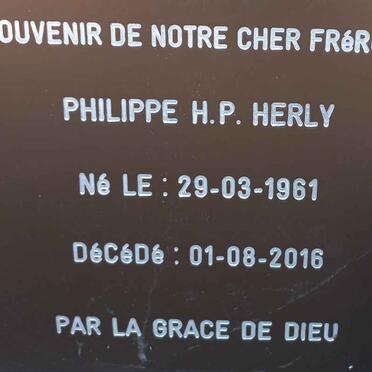 OUVENIR DE NOTRE CHER FRéR
PHILIPPE H.P. HERLY
Né LE : 29-03-1961
DéCéDé : 01-08-2016
PAR LA GRACE DE DIEU